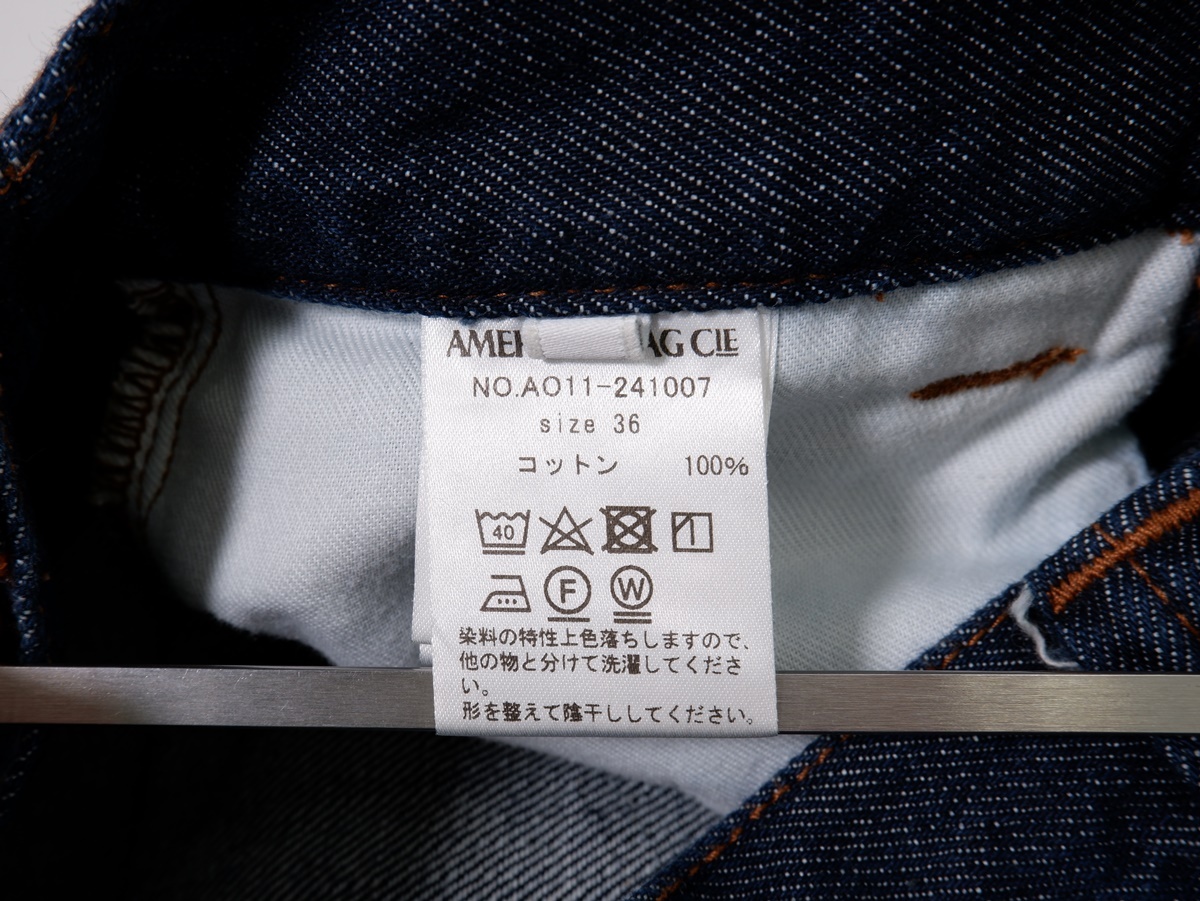 AMER AG CIE
NO.AO11-241007
size 36
コットン 100%
40
F W
染料の特性上色落ちしますので、
他の物と分けて洗濯してくださ
い。
形を整えて陰干ししてください。